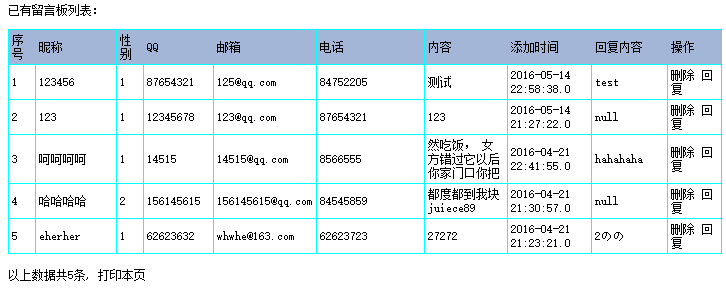 已有留言板列表：
序号 昵称 性别 QQ 邮箱 电话 内容 添加时间 回复内容 操作
1 123456 1 87654321 125@qq.com 84752205 测试 2016-05-14 22:58:38.0 test 删除 回复
2 123 1 12345678 123@qq.com 87654321 123 2016-05-14 21:27:22.0 null 删除 回复
3 呵呵呵呵 1 14515 14515@qq.com 8566555 然吃饭， 女方错过它以后你家门口你把 2016-04-21 22:41:55.0 hahahaha 删除 回复
4 哈哈哈哈 2 156145615 156145615@qq.com 84545859 都度都到我块juiece89 2016-04-21 21:30:57.0 null 删除 回复
5 eherher 1 62623632 whwhe@163.com 62623723 27272 2016-04-21 21:23:21.0 2のの 删除 回复
以上数据共5条, 打印本页